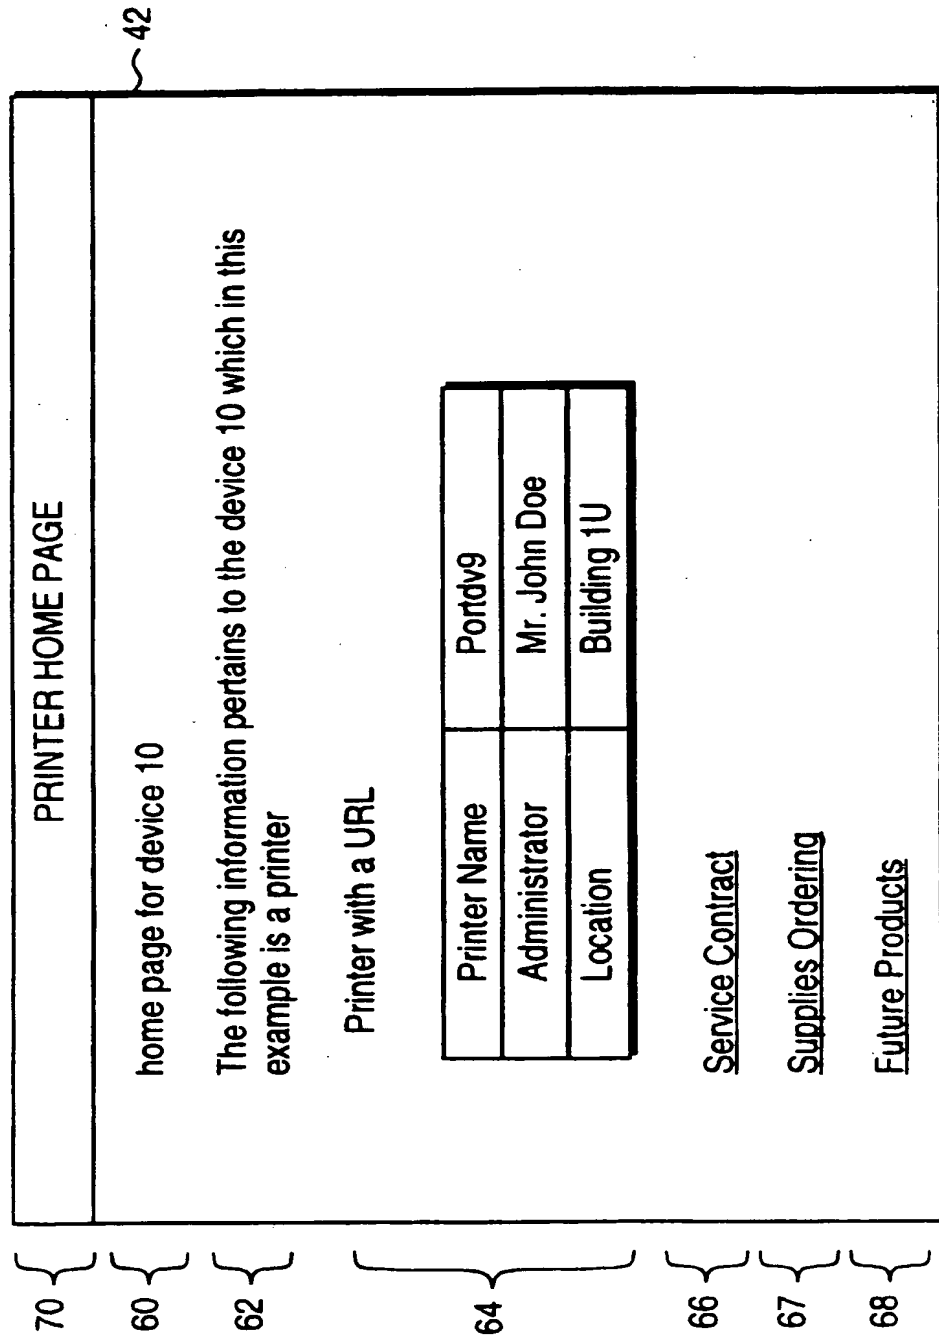 42
70
PRINTER HOME PAGE
60
home page for device 10
62
The following information pertains to the device 10 which in this
example is a printer
64
Printer with a URL
Printer Name Portdv9
Administrator Mr. John Doe
Location Building 1U
66
Service Contract
67
Supplies Ordering
68
Future Products